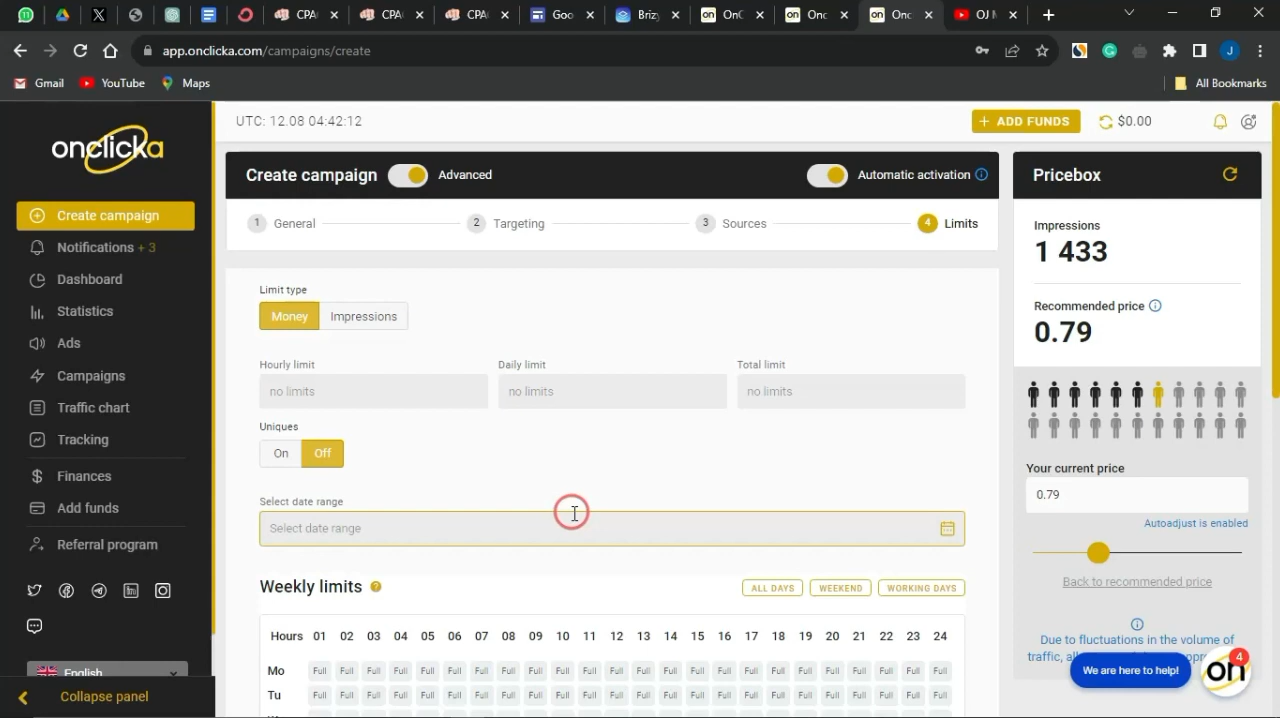 CPA
CPA
CPA
Goo
Brizy
OnC
Onc
Onc
OJ M
app.onclicka.com/campaigns/create
J
Gmail
YouTube
Maps
All Bookmarks
onclicka
UTC: 12.08 04:42:12
+ ADD FUNDS
$0.00
Create campaign
Notifications + 3
Dashboard
Statistics
Ads
Campaigns
Traffic chart
Tracking
Finances
Add funds
Referral program
English
Collapse panel
Create campaign
Advanced
Automatic activation
1 General
2 Targeting
3 Sources
4 Limits
Limit type
Money
Impressions
Hourly limit
Daily limit
Total limit
no limits
no limits
no limits
Uniques
On
Off
Select date range
Select date range
Weekly limits
ALL DAYS
WEEKEND
WORKING DAYS
Hours 01 02 03 04 05 06 07 08 09 10 11 12 13 14 15 16 17 18 19 20 21 22 23 24
Mo Full Full Full Full Full Full Full Full Full Full Full Full Full Full Full Full Full Full Full Full Full Full Full Full
Tu Full Full Full Full Full Full Full Full Full Full Full Full Full Full Full Full Full Full Full Full Full Full Full Full
Pricebox
Impressions
1 433
Recommended price
0.79
Your current price
0.79
Autoadjust is enabled
Back to recommended price
Due to fluctuations in the volume of
We are here to help!
on
4